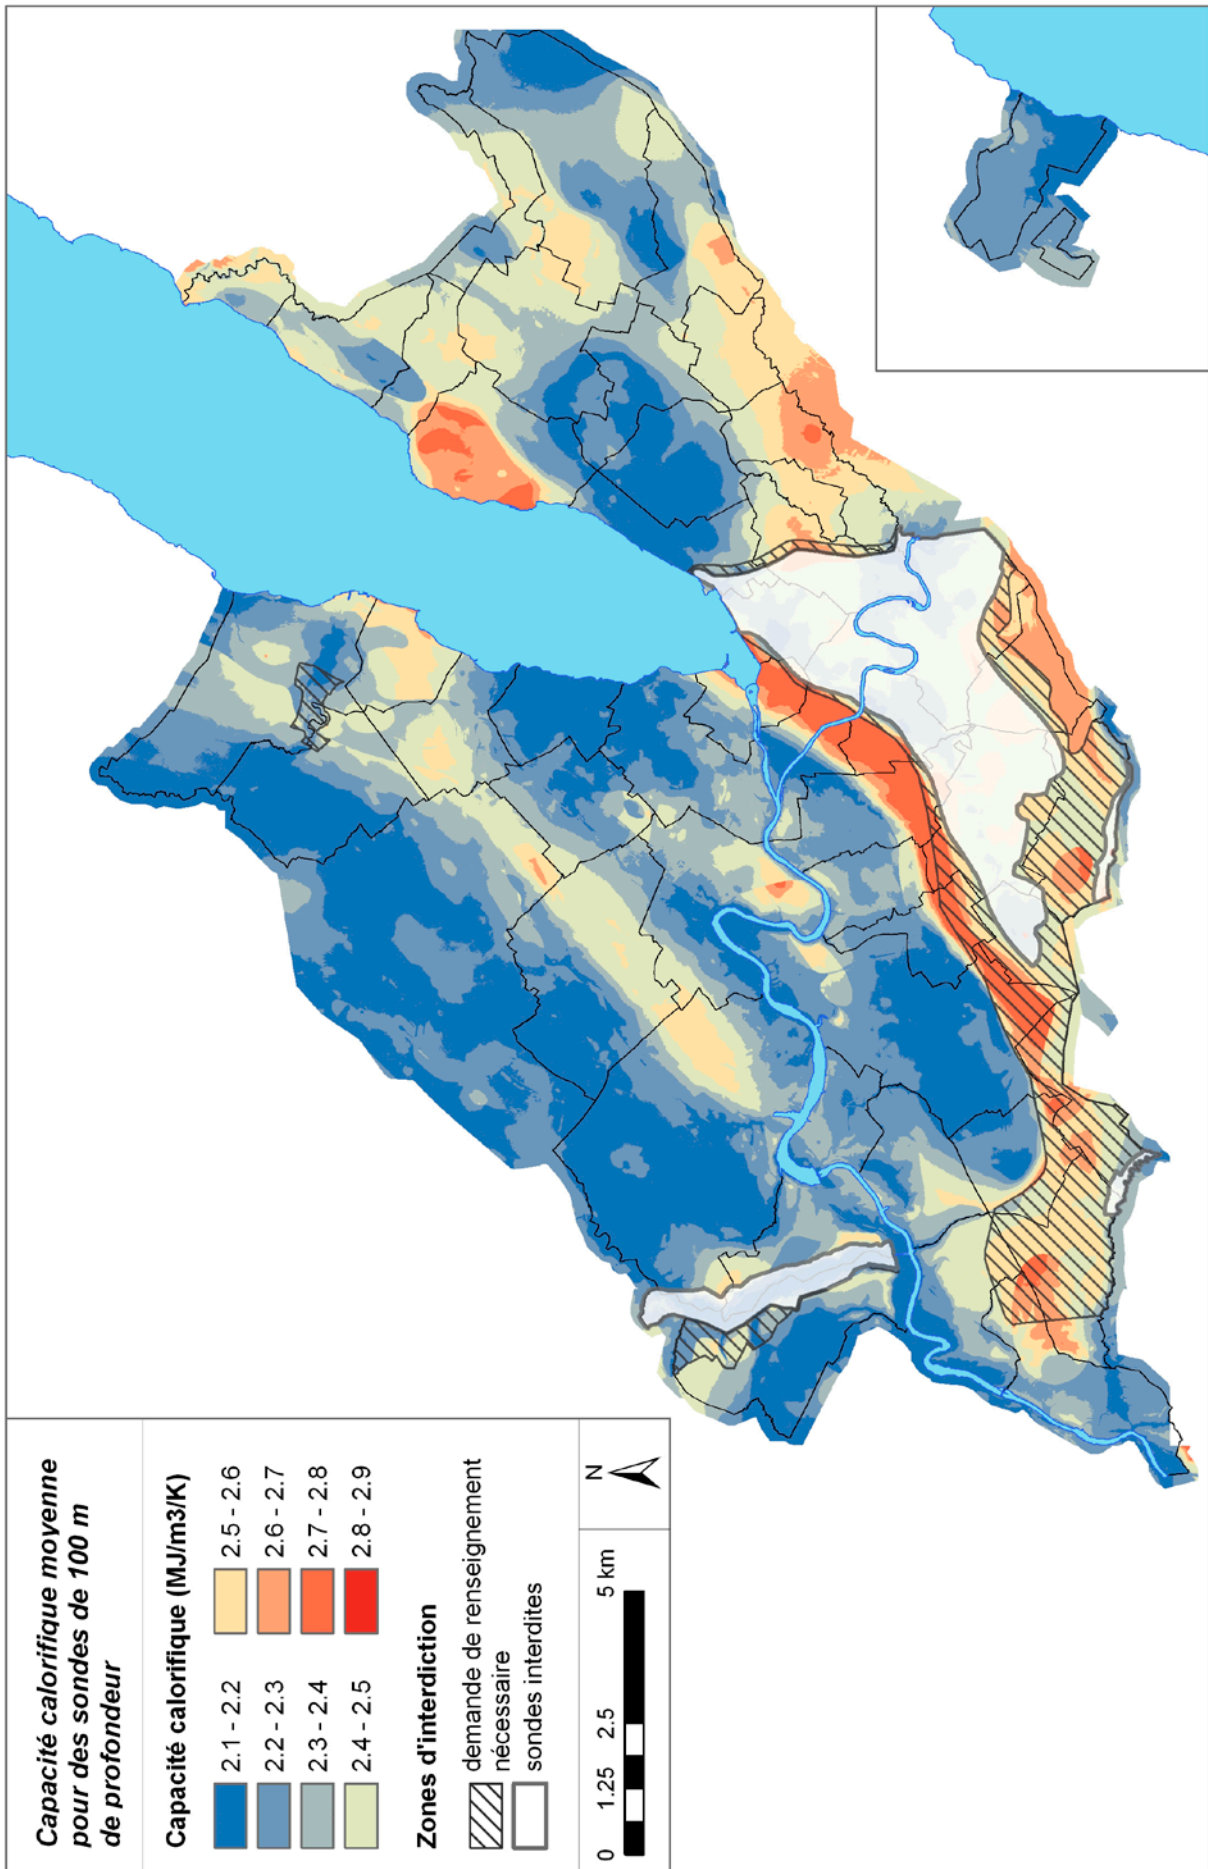 Capacité calorifique moyenne
pour des sondes de 100 m
de profondeur
Capacité calorifique (MJ/m3/K)
2.1 - 2.2
2.2 - 2.3
2.3 - 2.4
2.4 - 2.5
2.5 - 2.6
2.6 - 2.7
2.7 - 2.8
2.8 - 2.9
Zones d'interdiction
demande de renseignement
nécessaire
sondes interdites
0 1.25 2.5 5 km
N